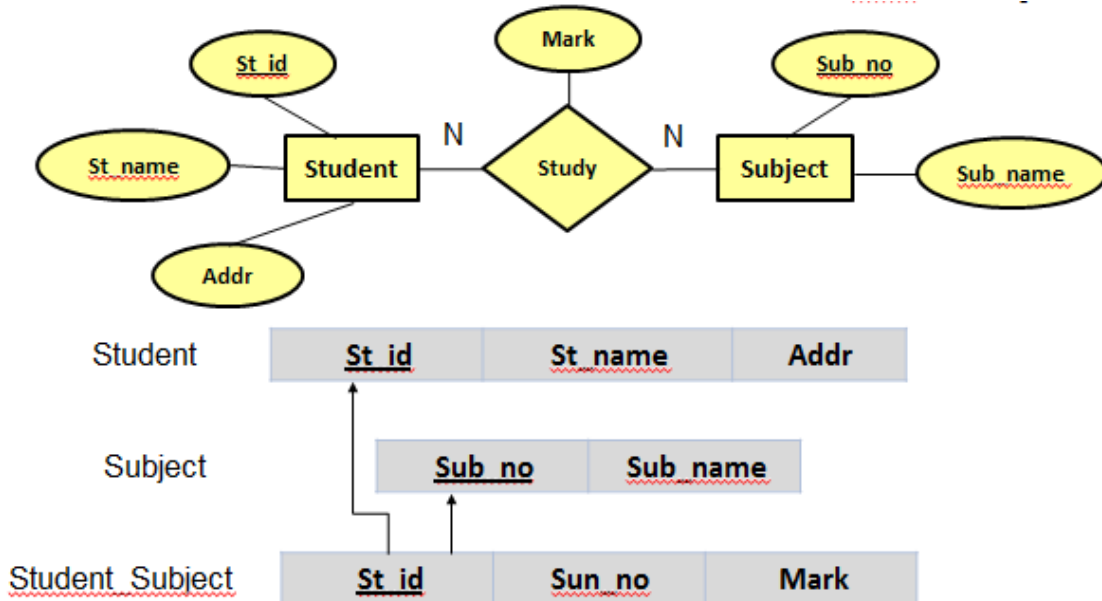 Mark
St_id
Sub_no
N
N
St_name
Student
Study
Subject
Sub_name
Addr
Student St_id St_name Addr
Subject Sub_no Sub_name
Student_Subject St_id Sun_no Mark